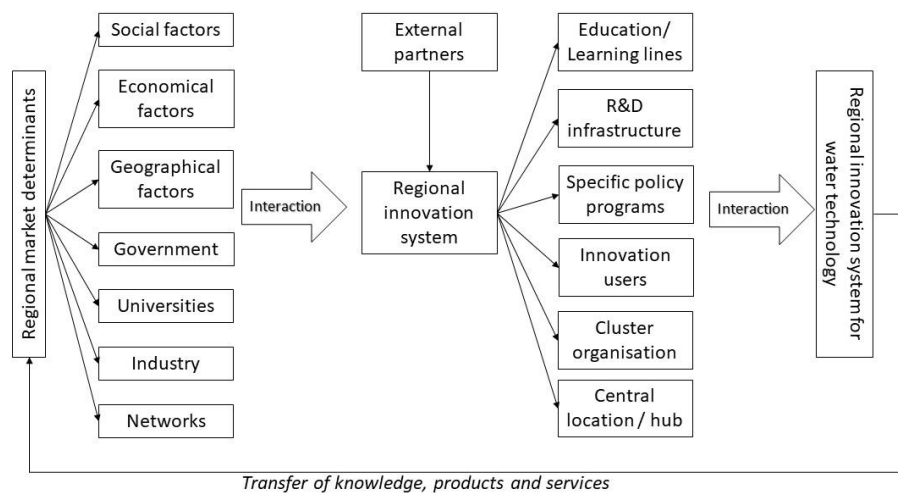 Regional market determinants
Social factors
Economical
factors
Geographical
factors
Government
Universities
Industry
Networks
Interaction
External
partners
Regional
innovation
system
Education/
Learning lines
R&D
infrastructure
Specific policy
programs
Innovation
users
Cluster
organisation
Central
location / hub
Interaction
Regional innovation system for
water technology
Transfer of knowledge, products and services